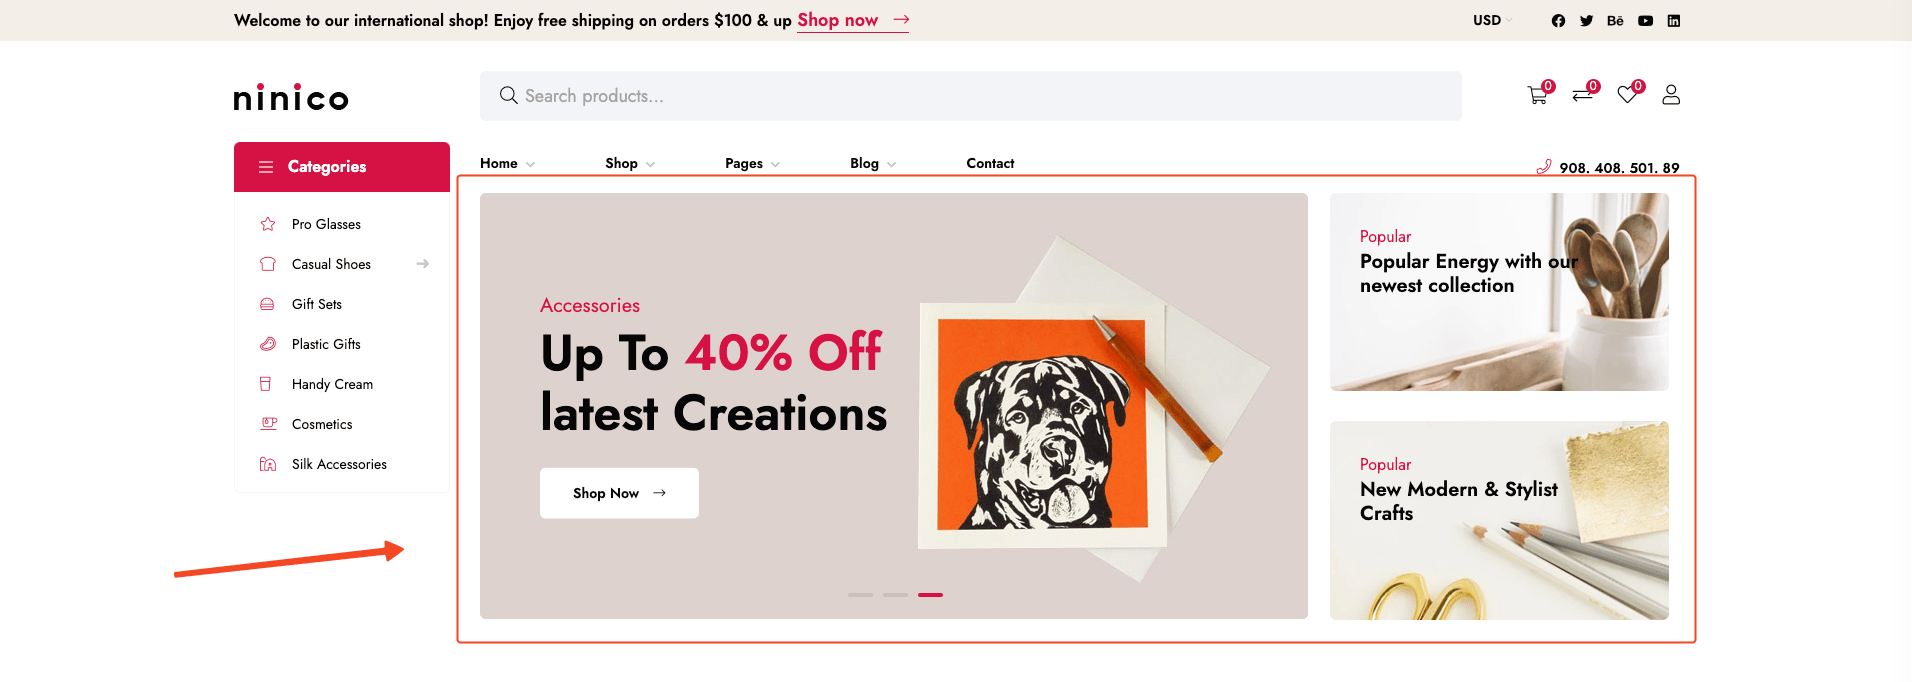 Welcome to our international shop! Enjoy free shipping on orders $100 & up Shop now
USD
Bē
ninico
Search products...
0
0
0
Categories
Home
Shop
Pages
Blog
Contact
908. 408. 501. 89
Pro Glasses
Casual Shoes
Gift Sets
Plastic Gifts
Handy Cream
Cosmetics
Silk Accessories
Accessories
Up To 40% Off
latest Creations
Shop Now
Popular
Popular Energy with our
newest collection
Popular
New Modern & Stylist
Crafts